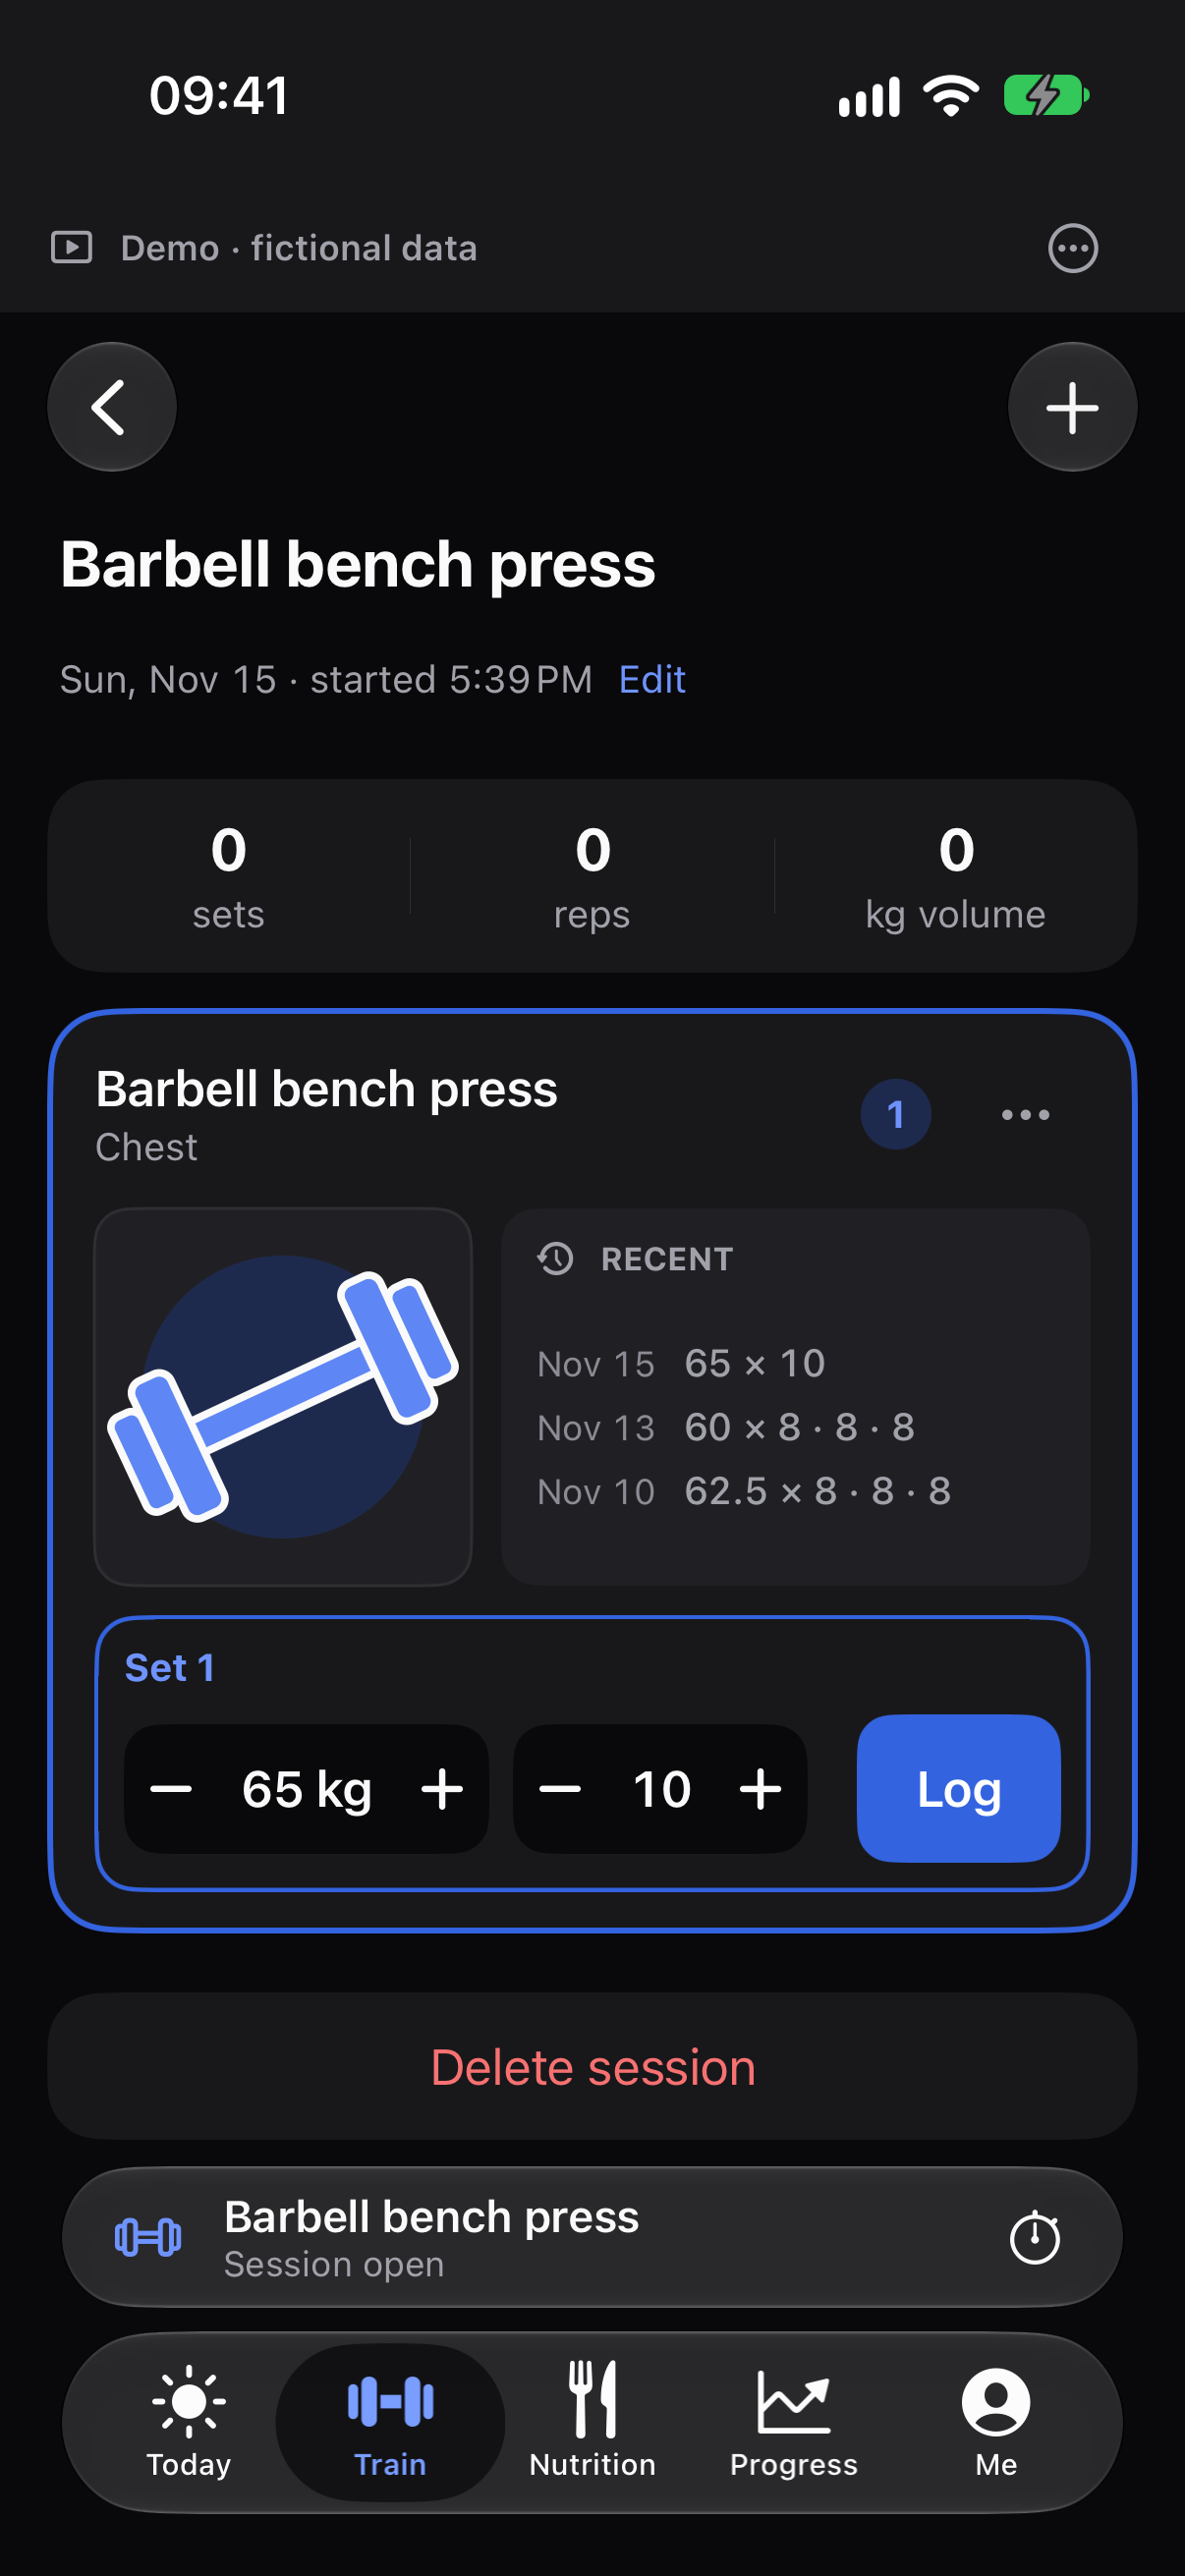 09:41
Demo · fictional data
Barbell bench press
Sun, Nov 15 · started 5:39 PM Edit
0 0 0
sets reps kg volume
Barbell bench press
Chest
1
RECENT
Nov 15 65 × 10
Nov 13 60 × 8 · 8 · 8
Nov 10 62.5 × 8 · 8 · 8
Set 1
65 kg 10 Log
Delete session
Barbell bench press
Session open
Today Train Nutrition Progress Me